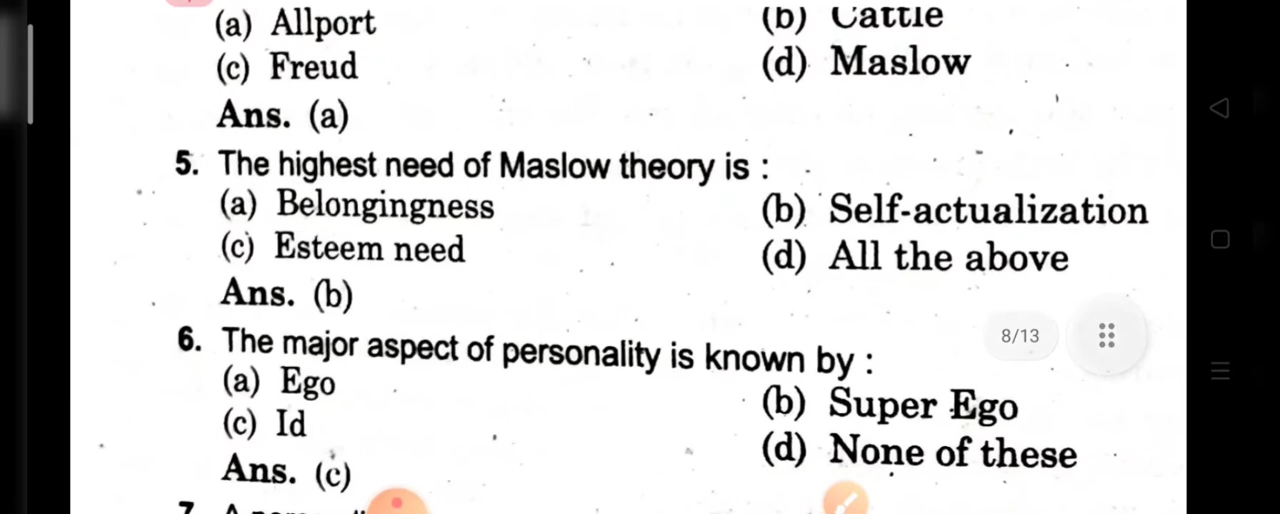 (a) Allport (b) Cattle
(c) Freud (d) Maslow
Ans. (a)
5. The highest need of Maslow theory is :
(a) Belongingness (b) Self-actualization
(c) Esteem need (d) All the above
Ans. (b)
8/13
6. The major aspect of personality is known by :
(a) Ego (b) Super Ego
(c) Id (d) None of these
Ans. (c)
7. A